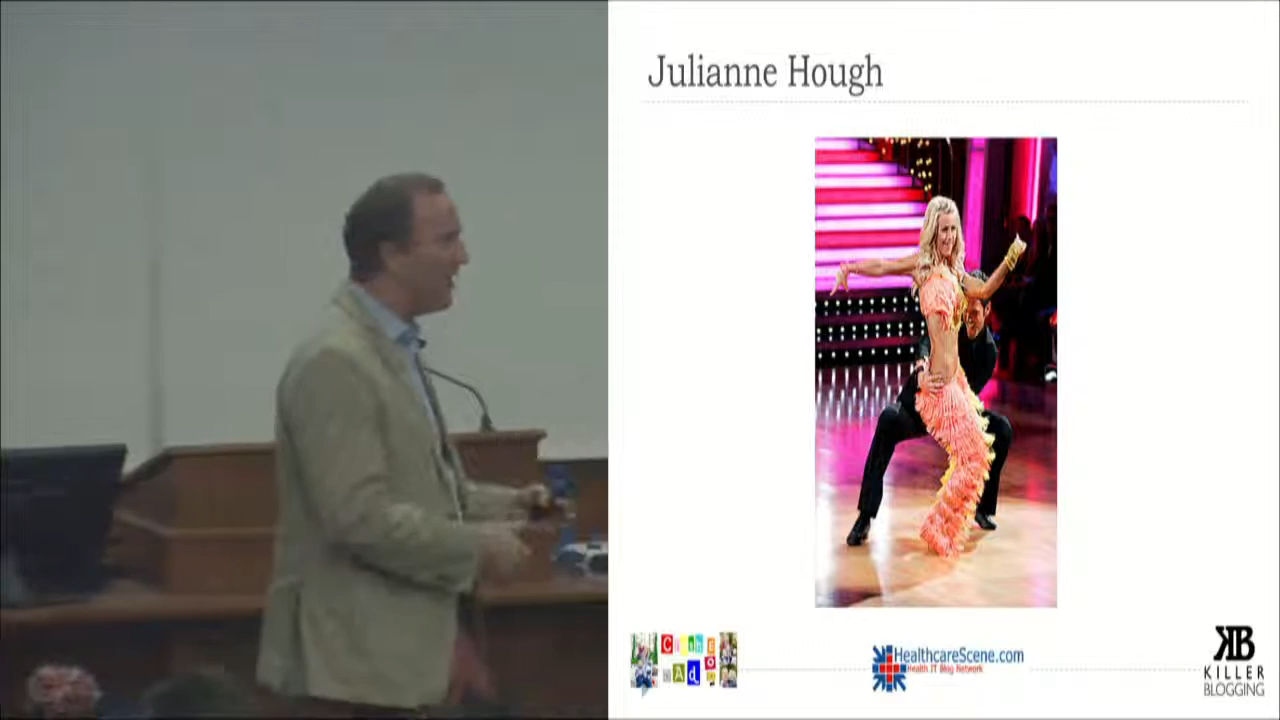 Julianne Hough
HealthcareScene.com
Health IT Blog Network
KB
KILLER
BLOGGING